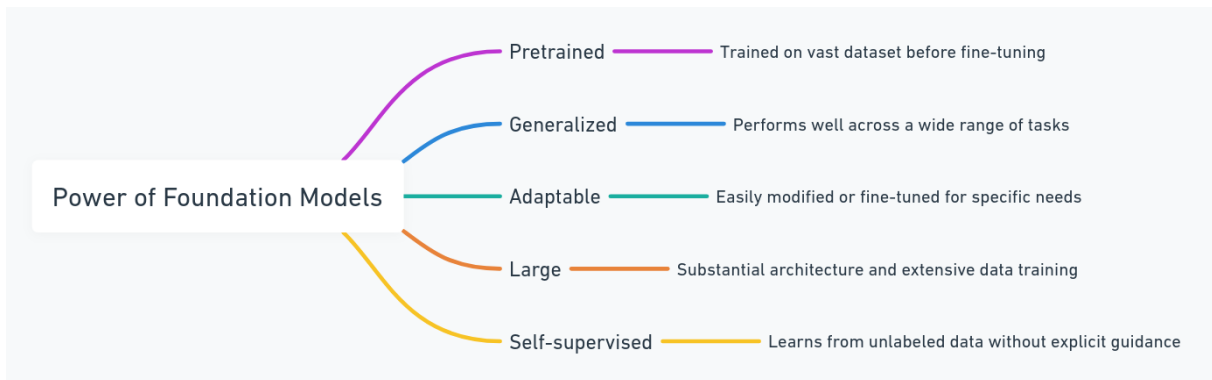 Power of Foundation Models
Pretrained
Trained on vast dataset before fine-tuning
Generalized
Performs well across a wide range of tasks
Adaptable
Easily modified or fine-tuned for specific needs
Large
Substantial architecture and extensive data training
Self-supervised
Learns from unlabeled data without explicit guidance